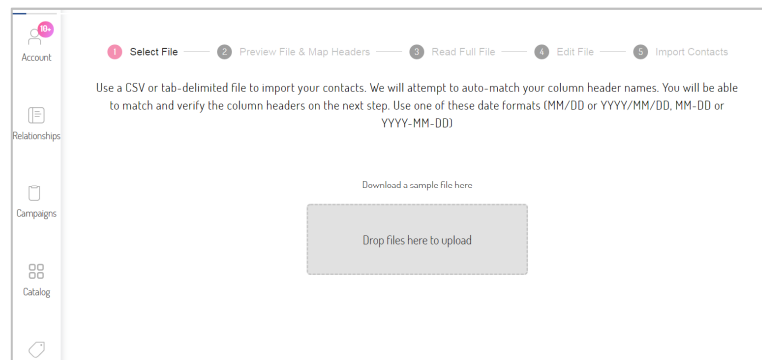 10+
Account
Relationships
Campaigns
Catalog
1 Select File 2 Preview File & Map Headers 3 Read Full File 4 Edit File 5 Import Contacts
Use a CSV or tab-delimited file to import your contacts. We will attempt to auto-match your column header names. You will be able
to match and verify the column headers on the next step. Use one of these date formats (MM/DD or YYYY/MM/DD, MM-DD or
YYYY-MM-DD)
Download a sample file here
Drop files here to upload